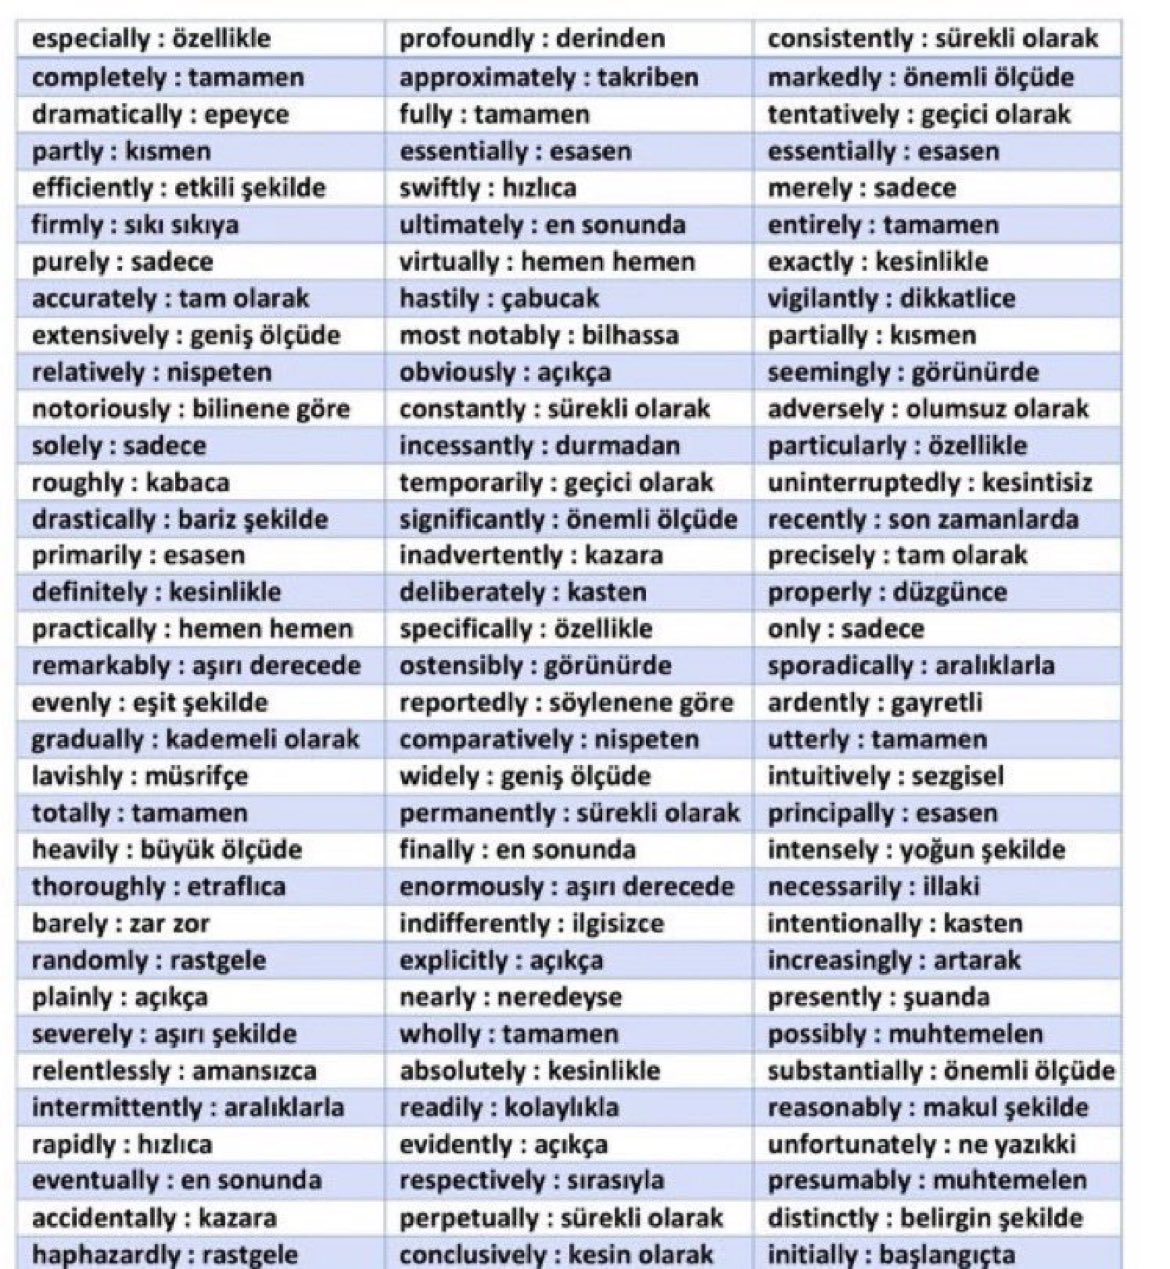 especially : özellikle profoundly : derinden consistently : sürekli olarak
completely : tamamen approximately : takriben markedly : önemli ölçüde
dramatically : epeyce fully : tamamen tentatively : geçici olarak
partly : kısmen essentially : esasen essentially : esasen
efficiently : etkili şekilde swiftly : hızlıca merely : sadece
firmly : sıkı sıkıya ultimately : en sonunda entirely : tamamen
purely : sadece virtually : hemen hemen exactly : kesinlikle
accurately : tam olarak hastily : çabucak vigilantly : dikkatlice
extensively : geniş ölçüde most notably : bilhassa partially : kısmen
relatively : nispeten obviously : açıkça seemingly : görünürde
notoriously : bilinene göre constantly : sürekli olarak adversely : olumsuz olarak
solely : sadece incessantly : durmadan particularly : özellikle
roughly : kabaca temporarily : geçici olarak uninterruptedly : kesintisiz
drastically : bariz şekilde significantly : önemli ölçüde recently : son zamanlarda
primarily : esasen inadvertently : kazara precisely : tam olarak
definitely : kesinlikle deliberately : kasten properly : düzgünce
practically : hemen hemen specifically : özellikle only : sadece
remarkably : aşırı derecede ostensibly : görünürde sporadically : aralıklarla
evenly : eşit şekilde reportedly : söylenene göre ardently : gayretli
gradually : kademeli olarak comparatively : nispeten utterly : tamamen
lavishly : müsrifçe widely : geniş ölçüde intuitively : sezgisel
totally : tamamen permanently : sürekli olarak principally : esasen
heavily : büyük ölçüde finally : en sonunda intensely : yoğun şekilde
thoroughly : etraflıca enormously : aşırı derecede necessarily : illaki
barely : zar zor indifferently : ilgisizce intentionally : kasten
randomly : rastgele explicitly : açıkça increasingly : artarak
plainly : açıkça nearly : neredeyse presently : şuanda
severely : aşırı şekilde wholly : tamamen possibly : muhtemelen
relentlessly : amansızca absolutely : kesinlikle substantially : önemli ölçüde
intermittently : aralıklarla readily : kolaylıkla reasonably : makul şekilde
rapidly : hızlıca evidently : açıkça unfortunately : ne yazıkki
eventually : en sonunda respectively : sırasıyla presumably : muhtemelen
accidentally : kazara perpetually : sürekli olarak distinctly : belirgin şekilde
haphazardly : rastgele conclusively : kesin olarak initially : başlangıçta